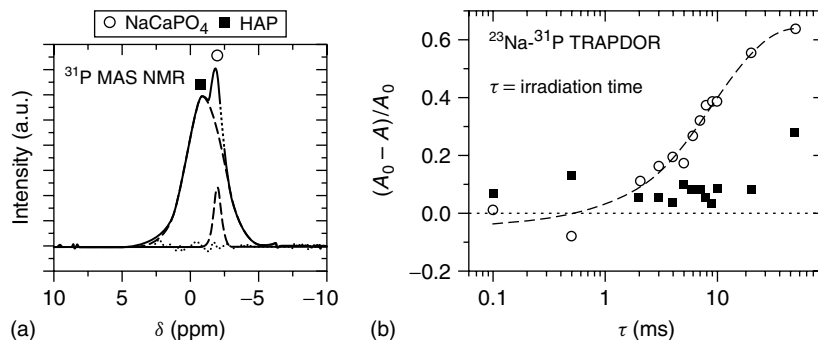 ○ NaCaPO₄ ■ HAP
³¹P MAS NMR
Intensity (a.u.)
10 5 0 −5 −10
δ (ppm)
(a)
²³Na-³¹P TRAPDOR
τ = irradiation time
(A₀ − A)/A₀
0.6
0.4
0.2
0.0
−0.2
0.1 1 10
τ (ms)
(b)